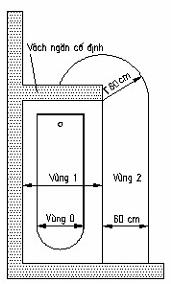 Vách ngăn cố định
r 60 cm
Vùng 1
Vùng 2
Vùng 0
60 cm